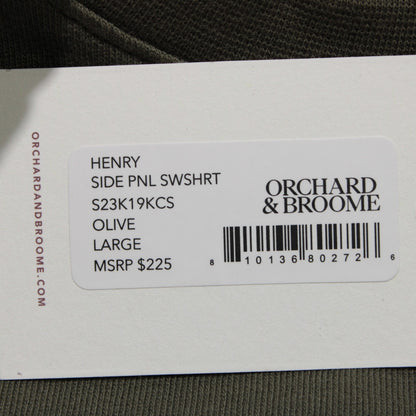 ORCHARDANDBROOME.COM
HENRY
SIDE PNL SWSHRT
S23K19KCS
OLIVE
LARGE
MSRP $225
ORCHARD
& BROOME
8 10136 80272 6